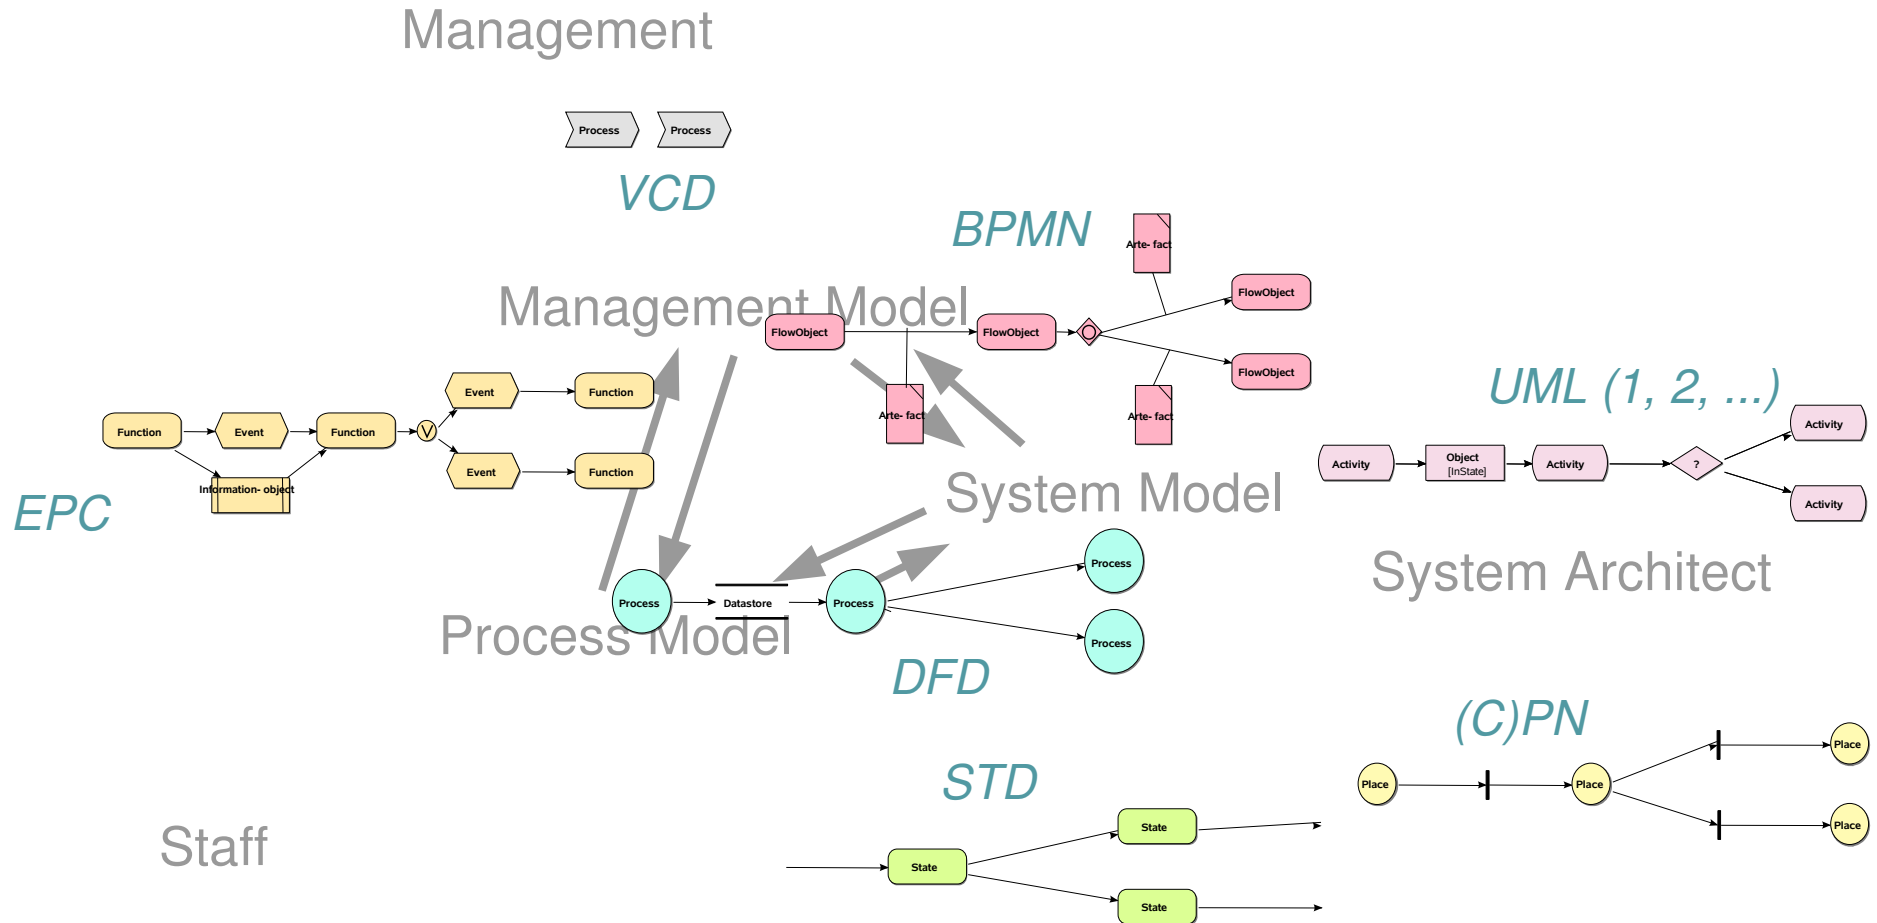 Management
Process
Process
VCD
BPMN
Arte- fact
FlowObject
Management Model
FlowObject
FlowObject
FlowObject
Arte- fact
Arte- fact
Event
Function
Function
Event
Function
Information- object
Event
Function
EPC
UML (1, 2, ...)
Activity
Activity
Object
[InState]
Activity
?
Activity
System Model
System Architect
Process
Datastore
Process
Process
Process
Process Model
DFD
(C)PN
Place
Place
Place
Place
STD
State
State
State
Staff